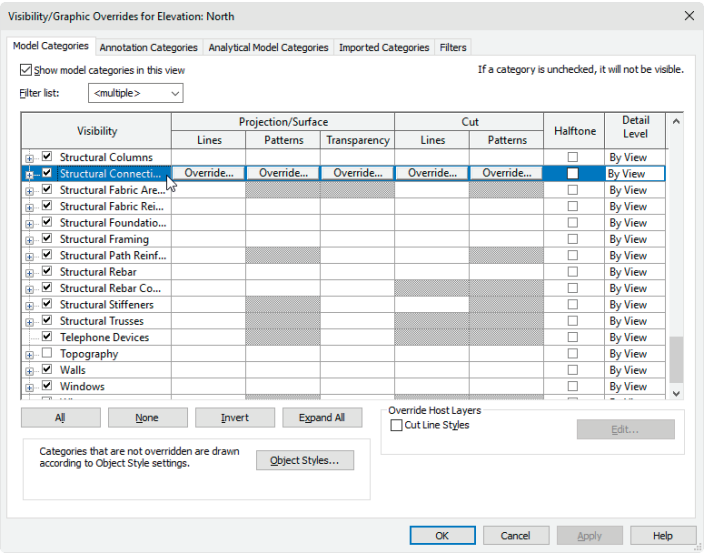 Visibility/Graphic Overrides for Elevation: North
Model Categories Annotation Categories Analytical Model Categories Imported Categories Filters
Show model categories in this view
If a category is unchecked, it will not be visible.
Filter list: <multiple>
Visibility Projection/Surface Cut Halftone Detail Level
Lines Patterns Transparency Lines Patterns
Structural Columns By View
Structural Connecti... Override... Override... Override... Override... Override... By View
Structural Fabric Are... By View
Structural Fabric Rei... By View
Structural Foundatio... By View
Structural Framing By View
Structural Path Reinf... By View
Structural Rebar By View
Structural Rebar Co... By View
Structural Stiffeners By View
Structural Trusses By View
Telephone Devices By View
Topography By View
Walls By View
Windows By View
All None Invert Expand All
Override Host Layers
Cut Line Styles Edit...
Categories that are not overridden are drawn
according to Object Style settings.
Object Styles...
OK Cancel Apply Help